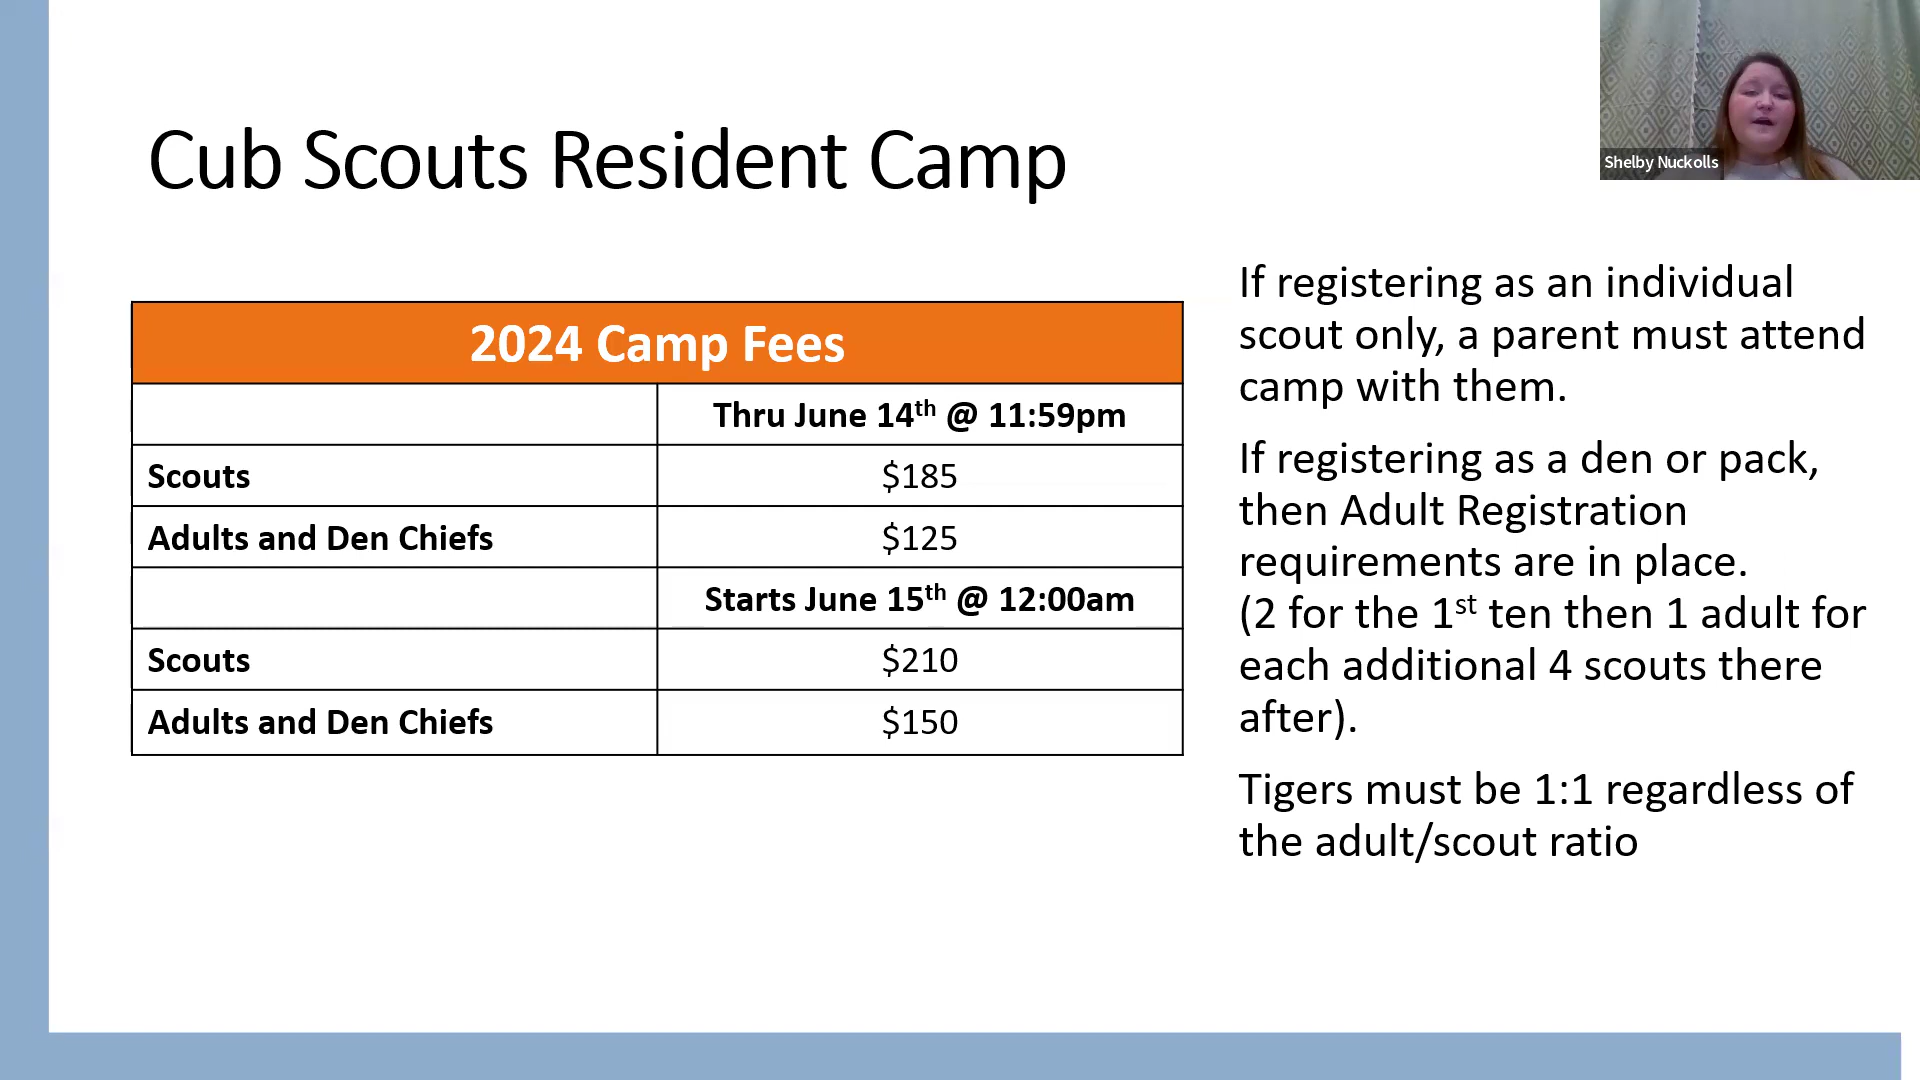 Cub Scouts Resident Camp
Shelby Nuckolls
2024 Camp Fees
Thru June 14th @ 11:59pm
Scouts $185
Adults and Den Chiefs $125
Starts June 15th @ 12:00am
Scouts $210
Adults and Den Chiefs $150
If registering as an individual
scout only, a parent must attend
camp with them.
If registering as a den or pack,
then Adult Registration
requirements are in place.
(2 for the 1st ten then 1 adult for
each additional 4 scouts there
after).
Tigers must be 1:1 regardless of
the adult/scout ratio